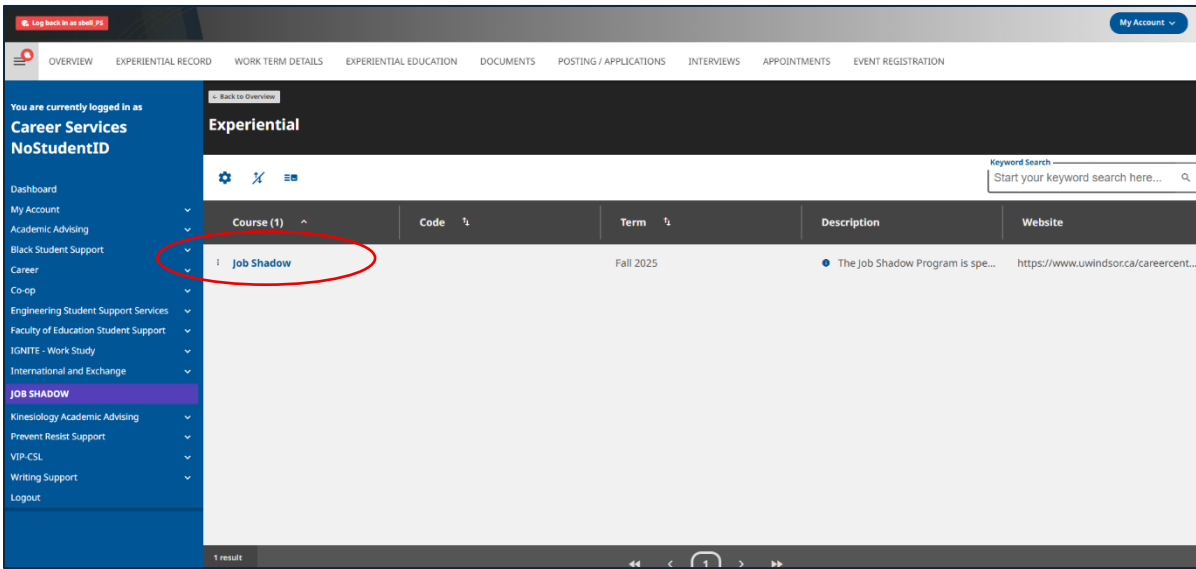 Log back in as sbell_PS
My Account
OVERVIEW EXPERIENTIAL RECORD WORK TERM DETAILS EXPERIENTIAL EDUCATION DOCUMENTS POSTING / APPLICATIONS INTERVIEWS APPOINTMENTS EVENT REGISTRATION
You are currently logged in as
Career Services
NoStudentID
Dashboard
My Account
Academic Advising
Black Student Support
Career
Co-op
Engineering Student Support Services
Faculty of Education Student Support
IGNITE - Work Study
International and Exchange
JOB SHADOW
Kinesiology Academic Advising
Prevent Resist Support
VIP-CSL
Writing Support
Logout
Back to Overview
Experiential
Keyword Search
Start your keyword search here...
Course (1) Code Term Description Website
Job Shadow Fall 2025 The Job Shadow Program is spe... https://www.uwindsor.ca/careercent...
1 result
1